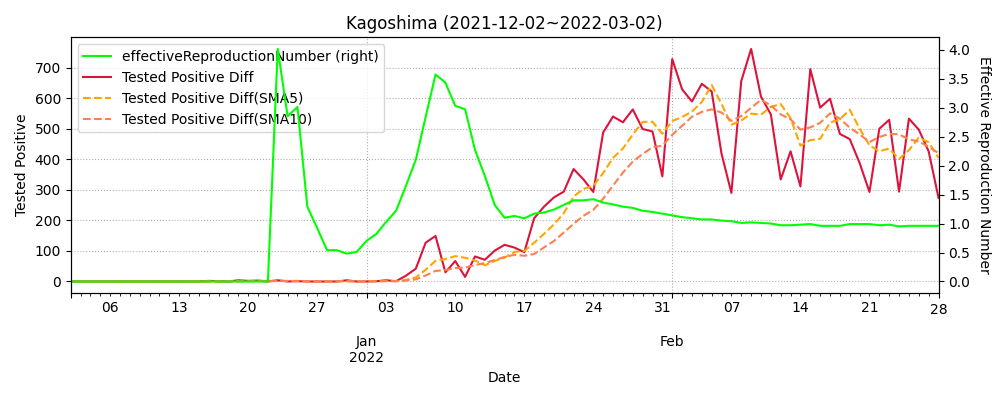 Kagoshima (2021-12-02~2022-03-02)
effectiveReproductionNumber (right)
Tested Positive Diff
Tested Positive Diff(SMA5)
Tested Positive Diff(SMA10)
Tested Positive
700
600
500
400
300
200
100
0
Effective Reproduction Number
4.0
3.5
3.0
2.5
2.0
1.5
1.0
0.5
0.0
06 13 20 27 03 10 17 24 31 07 14 21 28
Jan Feb
2022
Date